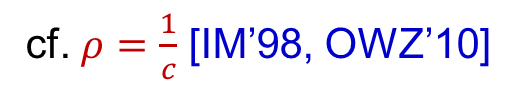 cf. ρ = 1/c [IM’98, OWZ’10]